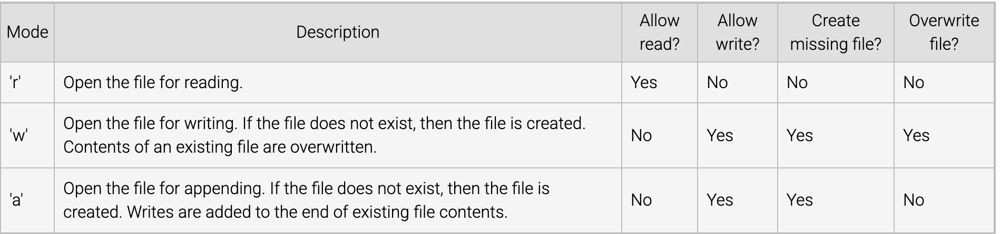 Mode Description Allow read? Allow write? Create missing file? Overwrite file?
'r' Open the file for reading. Yes No No No
'w' Open the file for writing. If the file does not exist, then the file is created.
Contents of an existing file are overwritten. No Yes Yes Yes
'a' Open the file for appending. If the file does not exist, then the file is
created. Writes are added to the end of existing file contents. No Yes Yes No